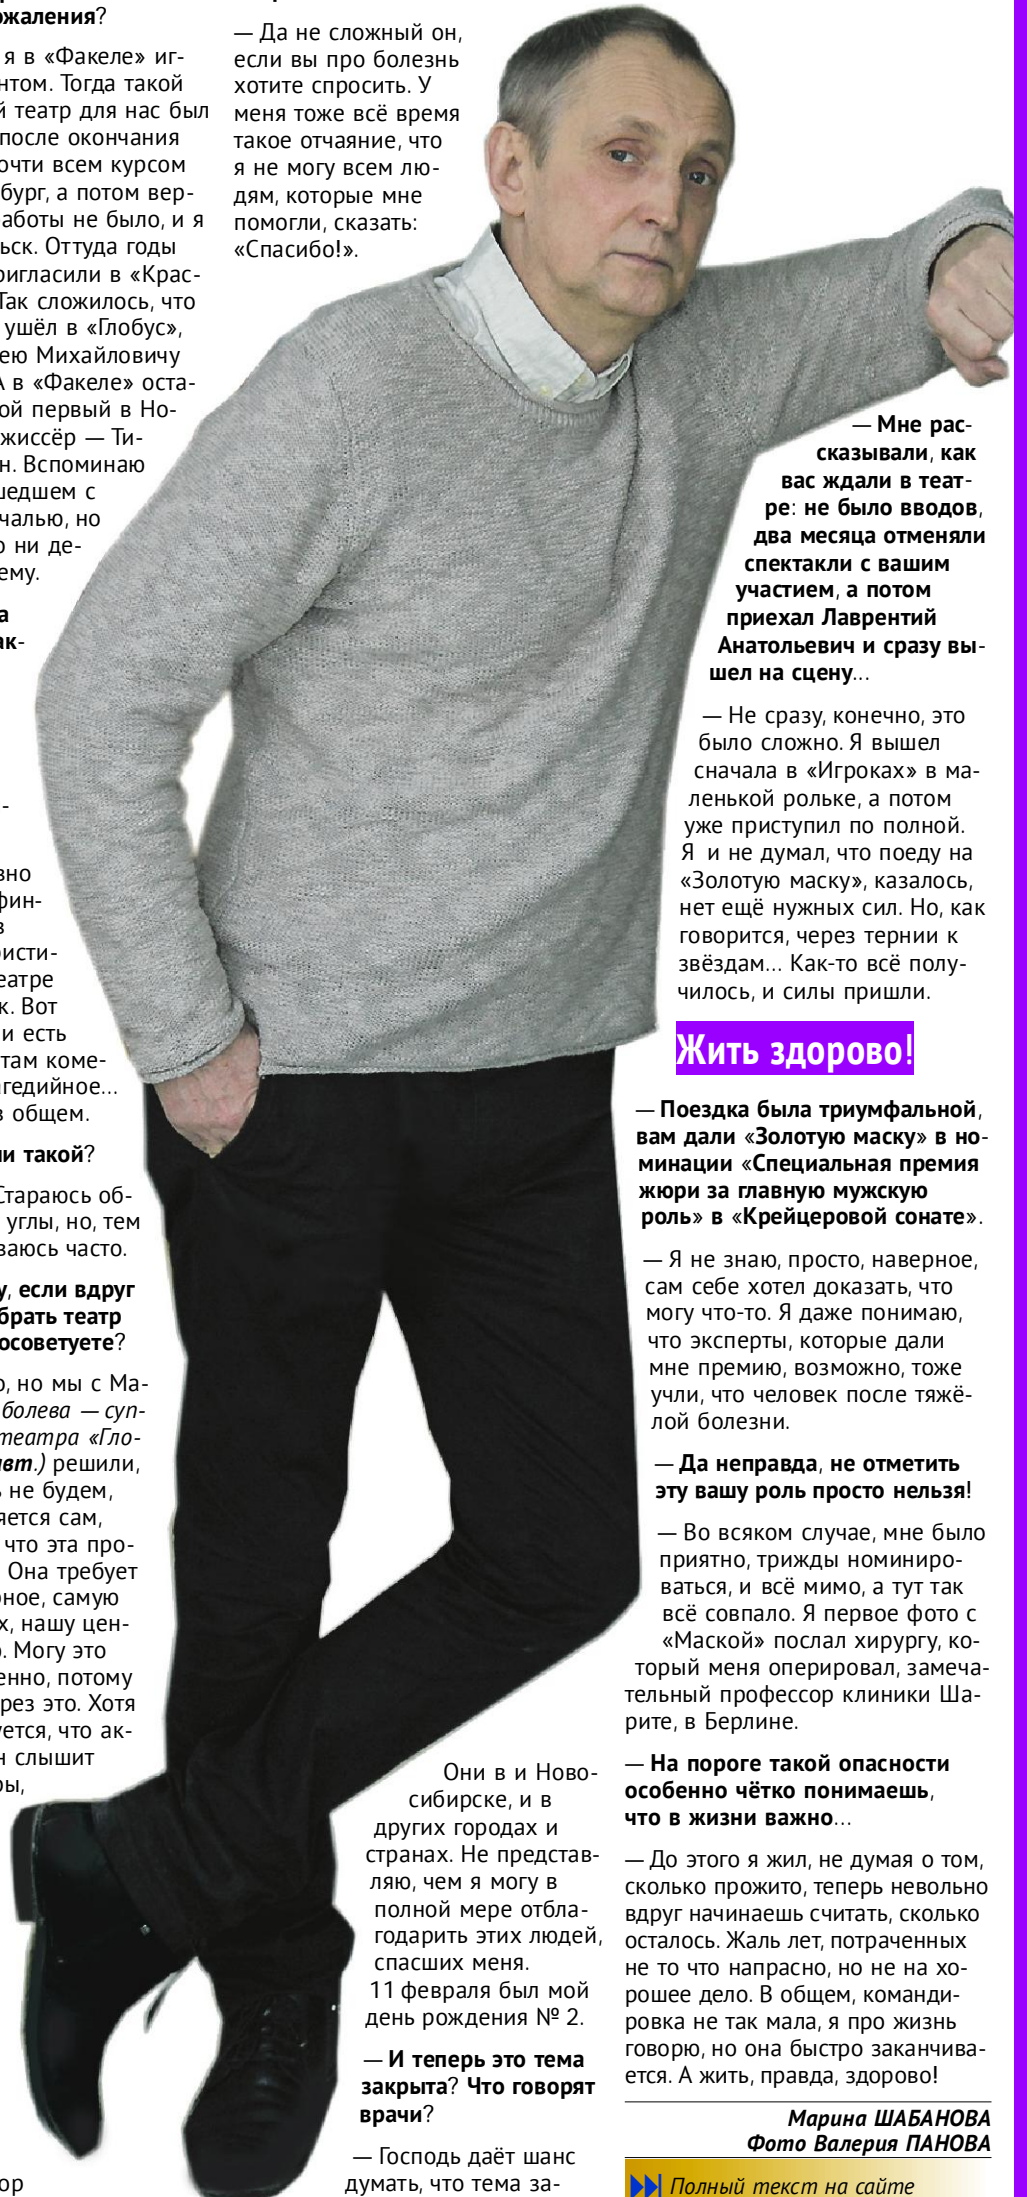 жаления?
я в «Факеле» иг-
нтом. Тогда такой
й театр для нас был
после окончания
очти всем курсом
бург, а потом вер-
аботы не было, и я
ьск. Оттуда годы
ригласили в «Крас-
Так сложилось, что
ушёл в «Глобус»,
ею Михайловичу
А в «Факеле» оста-
ой первый в Но-
жиссёр — Ти-
н. Вспоминаю
шедшем с
чалью, но
о ни де-
ему.
а
ак-
-
вно
фин-
в
ристи-
еатре
к. Вот
и есть
там коме-
агедийное...
в общем.
ли такой?
Стараюсь об-
углы, но, тем
ваюсь часто.
у, если вдруг
брать театр
осоветуете?
о, но мы с Ма-
болева — суп-
театра «Гло-
авт.) решили,
ь не будем,
яется сам,
что эта про-
Она требует
рное, самую
х, нашу цен-
о. Могу это
енно, потому
рез это. Хотя
уется, что ак-
н слышит
ры,
ор
— Да не сложный он,
если вы про болезнь
хотите спросить. У
меня тоже всё время
такое отчаяние, что
я не могу всем лю-
дям, которые мне
помогли, сказать:
«Спасибо!».
Они в и Ново-
сибирске, и в
других городах и
странах. Не представ-
ляю, чем я могу в
полной мере отбла-
годарить этих людей,
спасших меня.
11 февраля был мой
день рождения № 2.
— И теперь это тема
закрыта? Что говорят
врачи?
— Господь даёт шанс
думать, что тема за-
— Мне рас-
сказывали, как
вас ждали в теат-
ре: не было вводов,
два месяца отменяли
спектакли с вашим
участием, а потом
приехал Лаврентий
Анатольевич и сразу вы-
шел на сцену...
— Не сразу, конечно, это
было сложно. Я вышел
сначала в «Игроках» в ма-
ленькой рольке, а потом
уже приступил по полной.
Я и не думал, что поеду на
«Золотую маску», казалось,
нет ещё нужных сил. Но, как
говорится, через тернии к
звёздам... Как-то всё полу-
чилось, и силы пришли.
Жить здорово!
— Поездка была триумфальной,
вам дали «Золотую маску» в но-
минации «Специальная премия
жюри за главную мужскую
роль» в «Крейцеровой сонате».
— Я не знаю, просто, наверное,
сам себе хотел доказать, что
могу что-то. Я даже понимаю,
что эксперты, которые дали
мне премию, возможно, тоже
учли, что человек после тяжё-
лой болезни.
— Да неправда, не отметить
эту вашу роль просто нельзя!
— Во всяком случае, мне было
приятно, трижды номиниро-
ваться, и всё мимо, а тут так
всё совпало. Я первое фото с
«Маской» послал хирургу, ко-
торый меня оперировал, замеча-
тельный профессор клиники Ша-
рите, в Берлине.
— На пороге такой опасности
особенно чётко понимаешь,
что в жизни важно...
— До этого я жил, не думая о том,
сколько прожито, теперь невольно
вдруг начинаешь считать, сколько
осталось. Жаль лет, потраченных
не то что напрасно, но не на хо-
рошее дело. В общем, команди-
ровка не так мала, я про жизнь
говорю, но она быстро заканчива-
ется. А жить, правда, здорово!
Марина ШАБАНОВА
Фото Валерия ПАНОВА
Полный текст на сайте